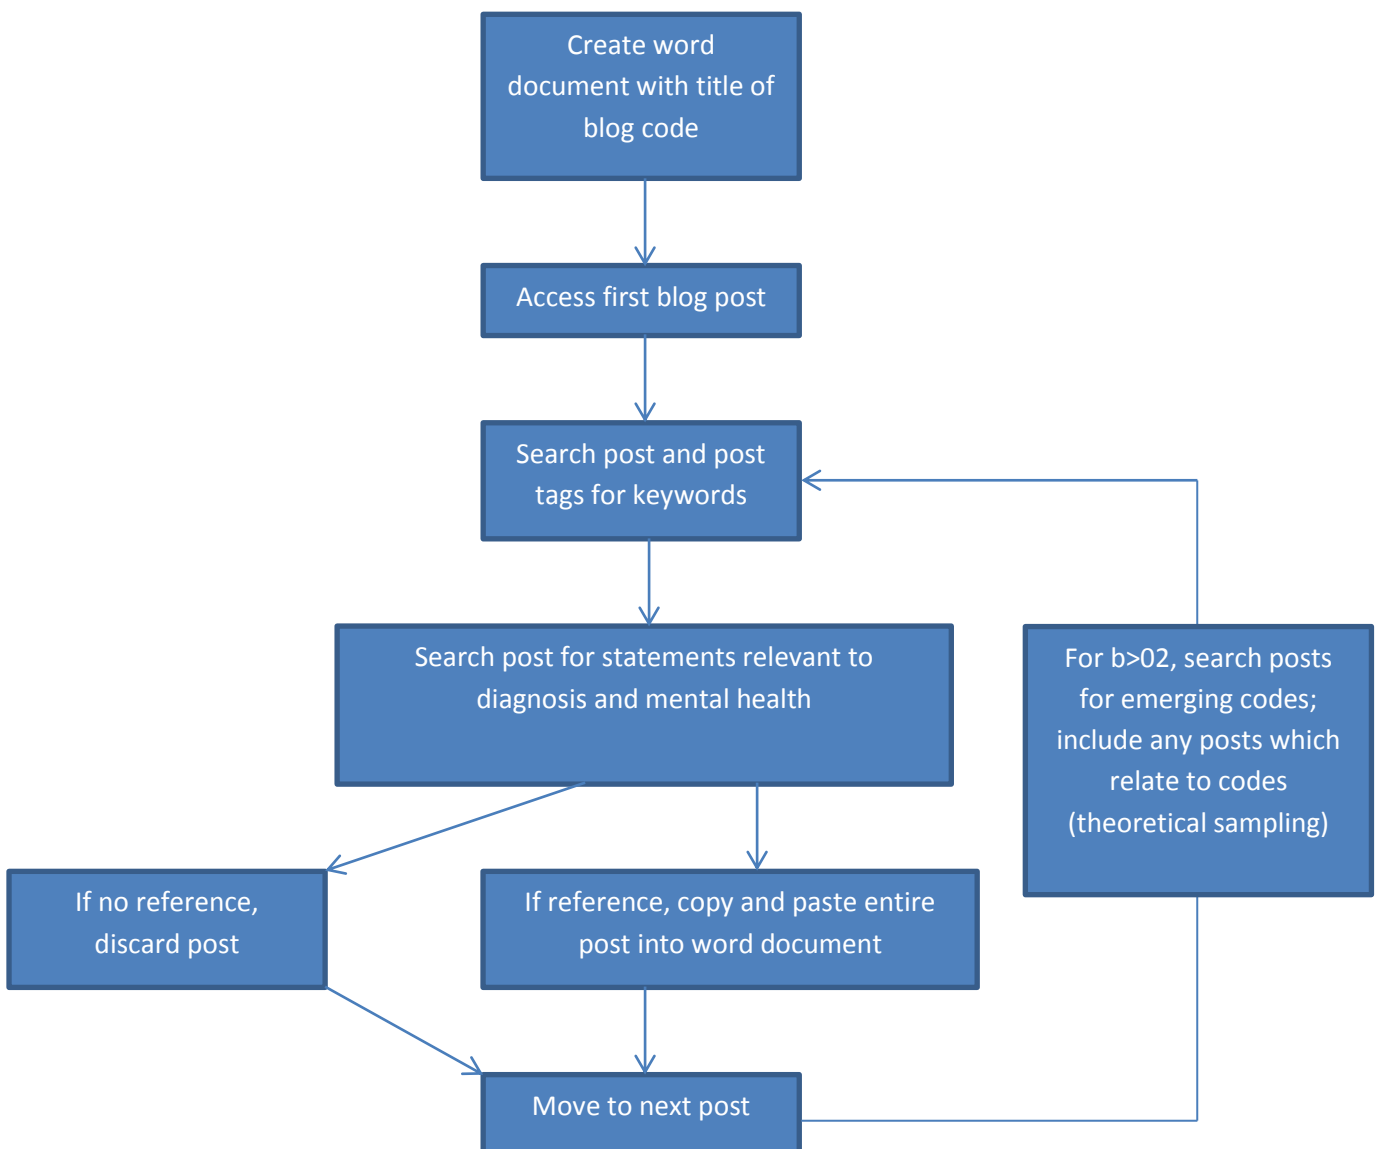 Create word
document with title of
blog code
Access first blog post
Search post and post
tags for keywords
Search post for statements relevant to
diagnosis and mental health
For b>02, search posts
for emerging codes;
include any posts which
relate to codes
(theoretical sampling)
If no reference,
discard post
If reference, copy and paste entire
post into word document
Move to next post